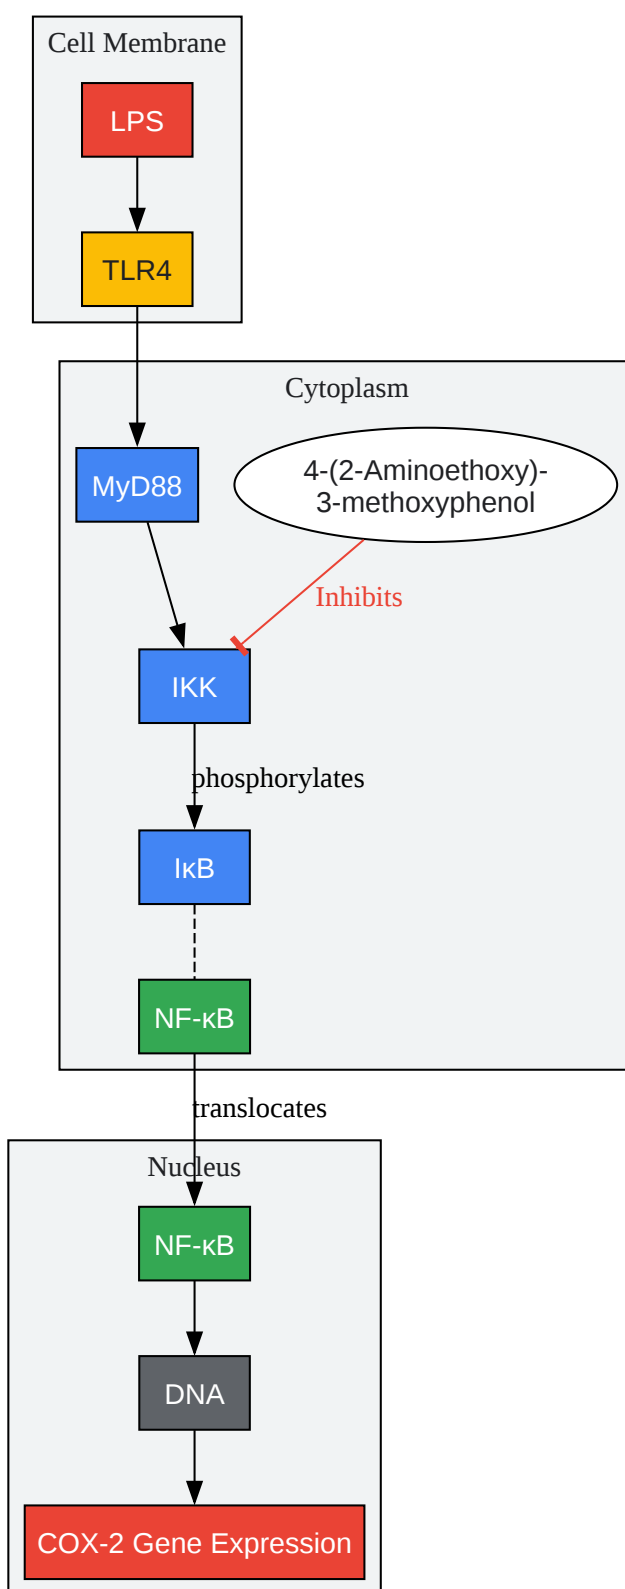 Cell Membrane
LPS
TLR4
Cytoplasm
MyD88
4-(2-Aminoethoxy)-
3-methoxyphenol
Inhibits
IKK
phosphorylates
IκB
NF-κB
translocates
Nucleus
NF-κB
DNA
COX-2 Gene Expression